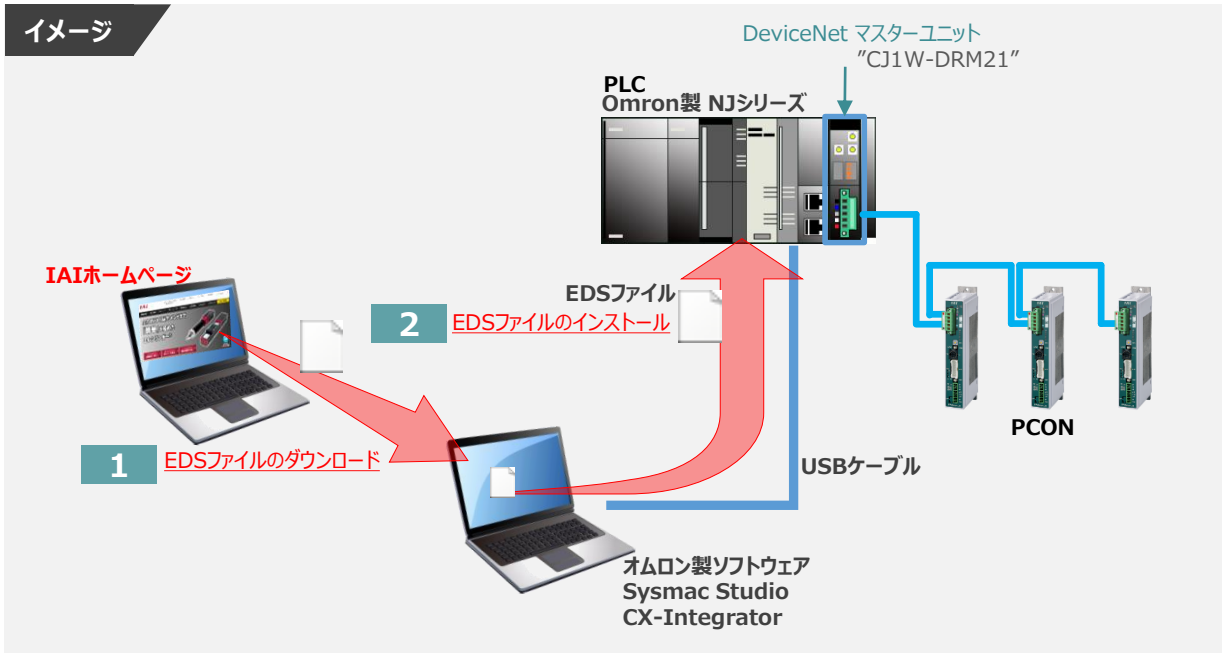 イメージ
DeviceNet マスターユニット
”CJ1W-DRM21”
PLC
Omron製 NJシリーズ
IAIホームページ
EDSファイル
2
EDSファイルのインストール
1
EDSファイルのダウンロード
PCON
USBケーブル
オムロン製ソフトウェア
Sysmac Studio
CX-Integrator